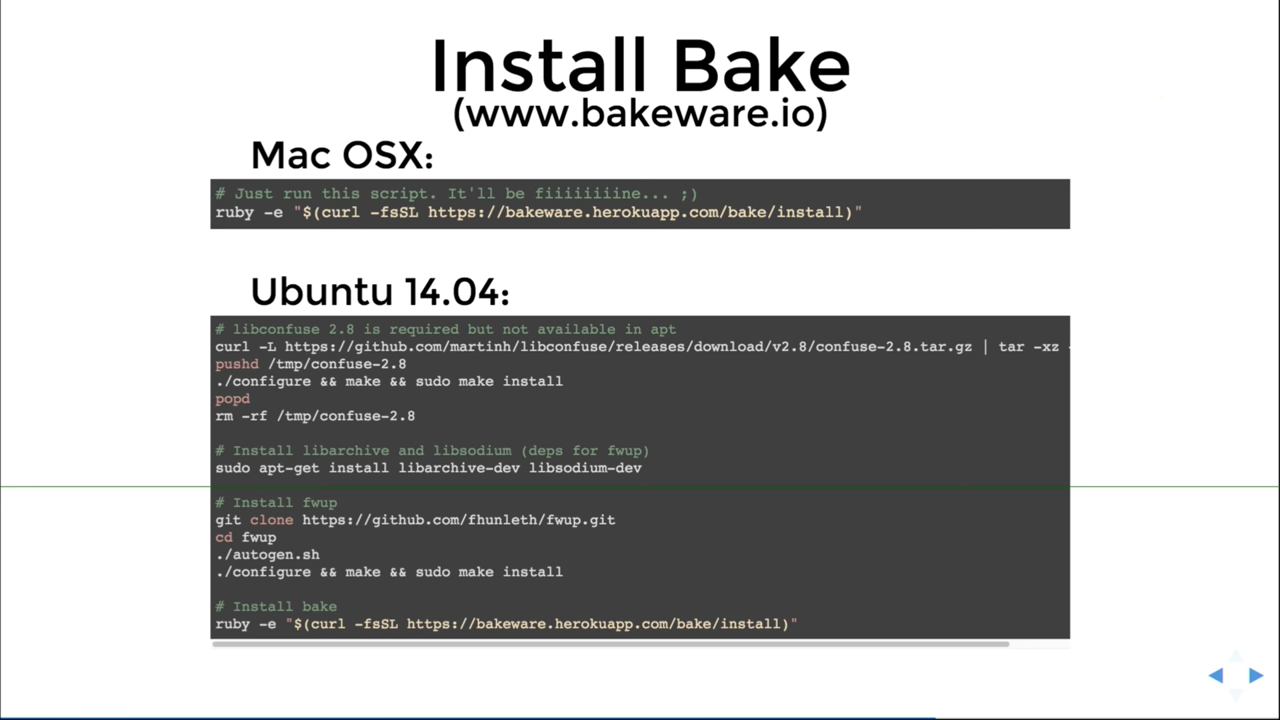 Install Bake
(www.bakeware.io)
Mac OSX:
# Just run this script. It'll be fiiiiiiiine... ;)
ruby -e "$(curl -fsSL https://bakeware.herokuapp.com/bake/install)"
Ubuntu 14.04:
# libconfuse 2.8 is required but not available in apt
curl -L https://github.com/martinh/libconfuse/releases/download/v2.8/confuse-2.8.tar.gz | tar -xz
pushd /tmp/confuse-2.8
./configure && make && sudo make install
popd
rm -rf /tmp/confuse-2.8
# Install libarchive and libsodium (deps for fwup)
sudo apt-get install libarchive-dev libsodium-dev
# Install fwup
git clone https://github.com/fhunleth/fwup.git
cd fwup
./autogen.sh
./configure && make && sudo make install
# Install bake
ruby -e "$(curl -fsSL https://bakeware.herokuapp.com/bake/install)"